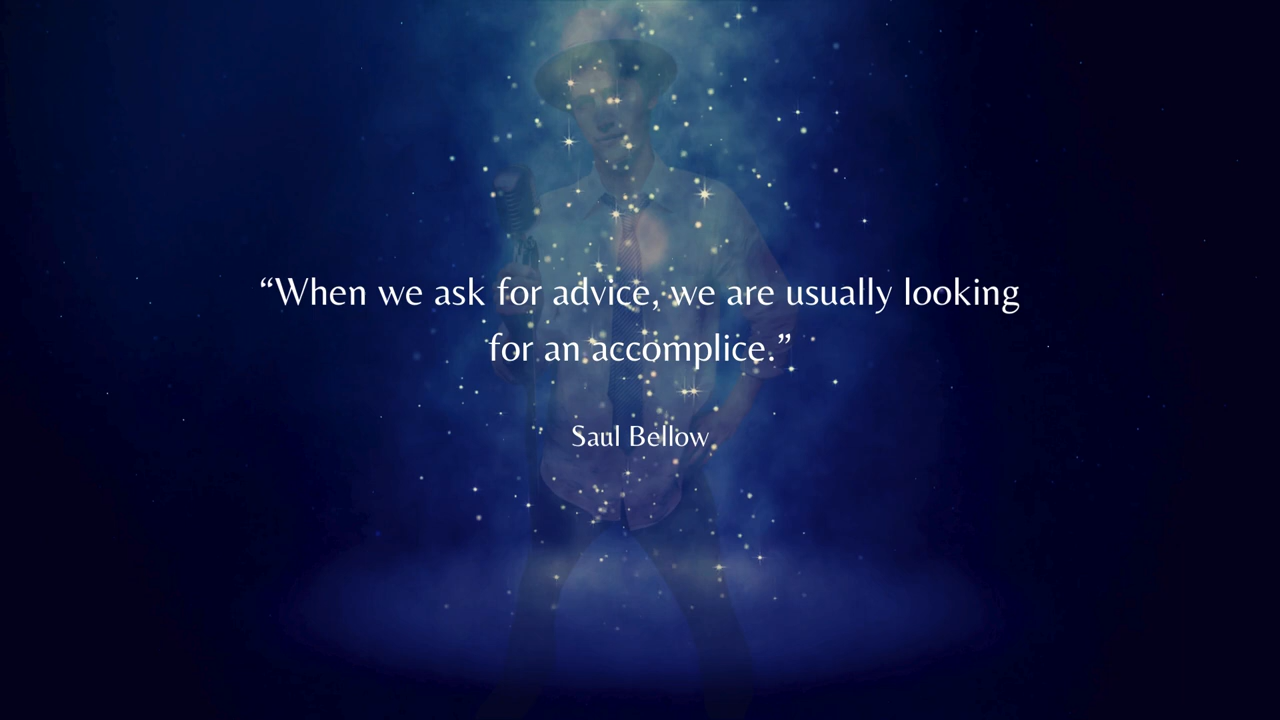 “When we ask for advice, we are usually looking
for an accomplice.”
Saul Bellow